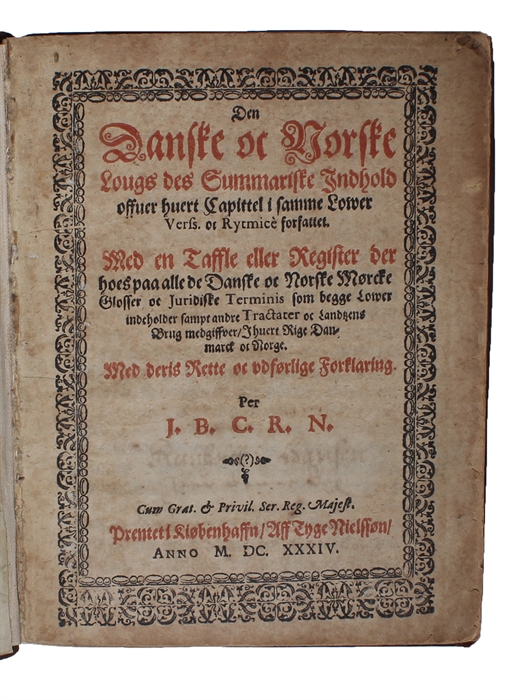 Den
Danske oc Norske
Lougs des Summariske Indhold
offuer huert Capittel i samme Lower
Verss. oc Rytmicè forfattet.
Med en Taffle eller Register der
hoes paa alle de Danske oc Norske Mørcke
Glosser oc Juridiske Terminis som begge Lower
indeholder sampt andre Tractater oc Landtzens
Brug medgiffver/ J huert Rige Dan-
marck oc Norge.
Med deris Rette oc vdførlige Forklaring.
Per
J. B. C. R. N.
(?)
Cum Grat. & Privil. Ser. Reg. Majest.
Prentet i Kiøbenhaffn/ Aff Tyge Nielssøn/
ANNO M. DC. XXXIV.